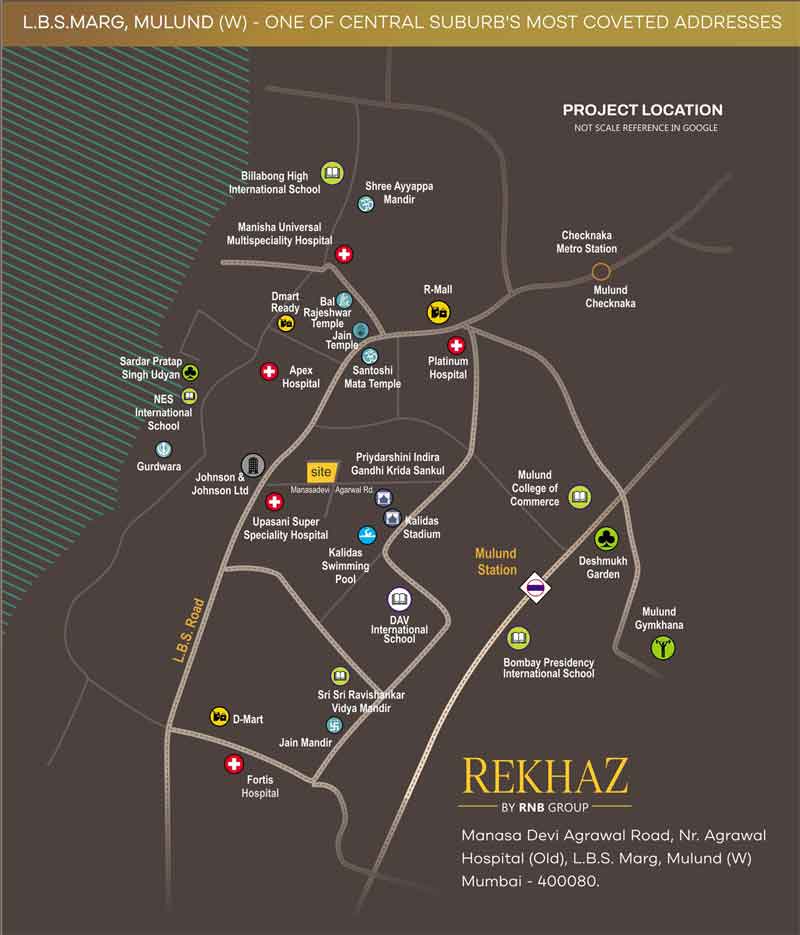 L.B.S.MARG, MULUND (W) - ONE OF CENTRAL SUBURB'S MOST COVETED ADDRESSES
PROJECT LOCATION
NOT SCALE REFERENCE IN GOOGLE
Billabong High
International School
Shree Ayyappa
Mandir
Manisha Universal
Multispeciality Hospital
Checknaka
Metro Station
Mulund
Checknaka
R-Mall
Dmart
Ready
Bal
Rajeshwar
Temple
Jain
Temple
Santoshi
Mata Temple
Platinum
Hospital
Sardar Pratap
Singh Udyan
Apex
Hospital
NES
International
School
Gurdwara
Johnson &
Johnson Ltd
site
Manasadevi Agarwal Rd.
Priydarshini Indira
Gandhi Krida Sankul
Mulund
College of
Commerce
Upasani Super
Speciality Hospital
Kalidas
Stadium
Kalidas
Swimming
Pool
Mulund
Station
Deshmukh
Garden
DAV
International
School
L.B.S. Road
Mulund
Gymkhana
Bombay Presidency
International School
Sri Sri Ravishankar
Vidya Mandir
D-Mart
Jain Mandir
Fortis
Hospital
REKHAZ
BY RNB GROUP
Manasa Devi Agrawal Road, Nr. Agrawal
Hospital (Old), L.B.S. Marg, Mulund (W)
Mumbai - 400080.